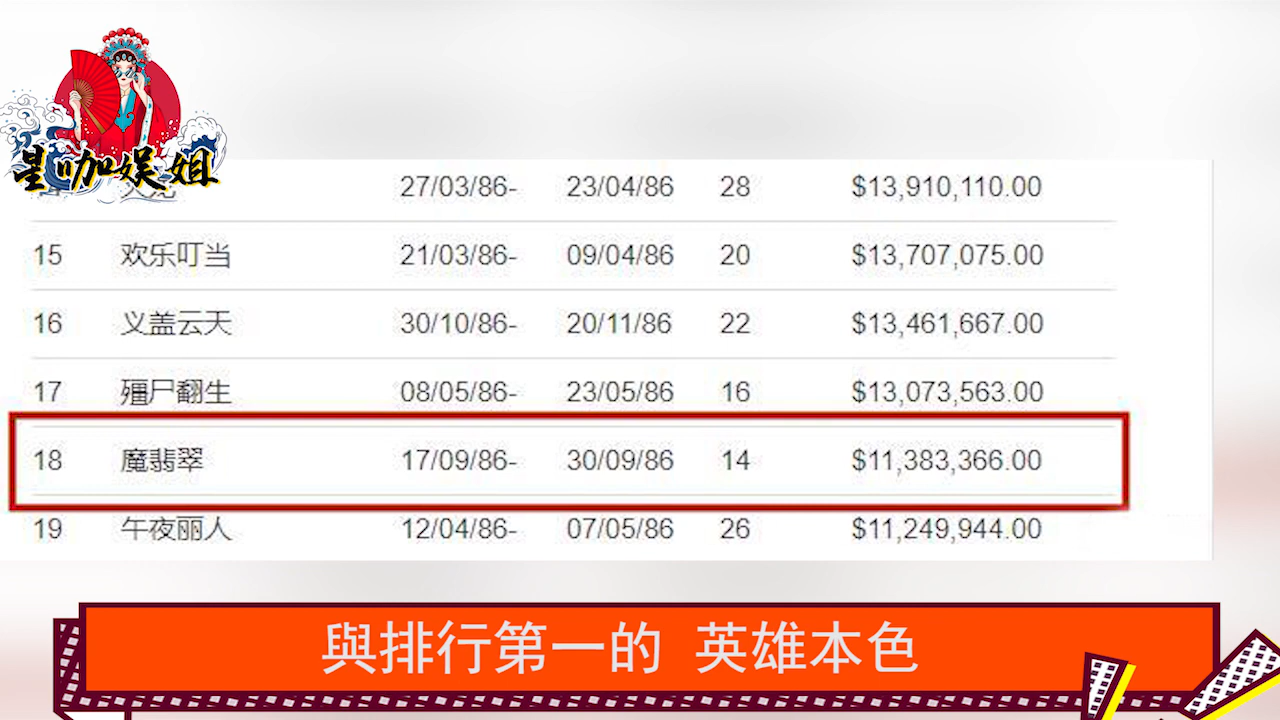 星咖娱姐
27/03/86- 23/04/86 28 $13,910,110.00
15 欢乐叮当 21/03/86- 09/04/86 20 $13,707,075.00
16 义盖云天 30/10/86- 20/11/86 22 $13,461,667.00
17 殭尸翻生 08/05/86- 23/05/86 16 $13,073,563.00
18 魔翡翠 17/09/86- 30/09/86 14 $11,383,366.00
19 午夜丽人 12/04/86- 07/05/86 26 $11,249,944.00
與排行第一的 英雄本色